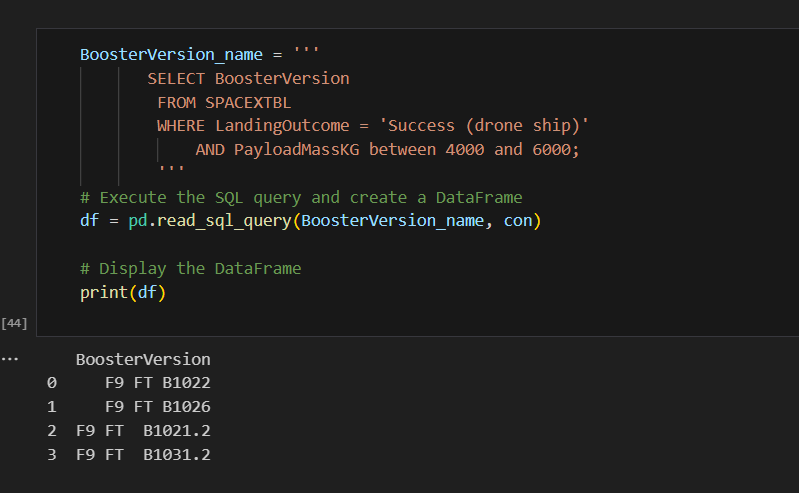 BoosterVersion_name = '''
SELECT BoosterVersion
FROM SPACEXTBL
WHERE LandingOutcome = 'Success (drone ship)'
AND PayloadMassKG between 4000 and 6000;
'''
# Execute the SQL query and create a DataFrame
df = pd.read_sql_query(BoosterVersion_name, con)
# Display the DataFrame
print(df)
[44]
... BoosterVersion
0 F9 FT B1022
1 F9 FT B1026
2 F9 FT  B1021.2
3 F9 FT  B1031.2